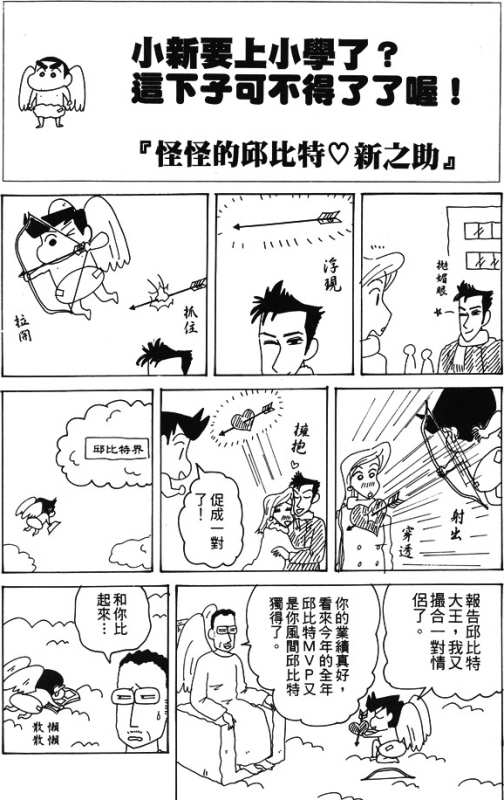 小新要上小學了？
這下子可不得了了喔！
『怪怪的邱比特♡新之助』
拋媚眼
浮現
抓住
拉開
射出
穿透
擁抱
促成一對
了！
邱比特界
報告邱比特
大王，我又
撮合一對情
侶了。
你的業績真好，
看來今年的全年
邱比特ＭＶＰ又
是你風間邱比特
獨得了。
和你比
起來…
懶懶
散散